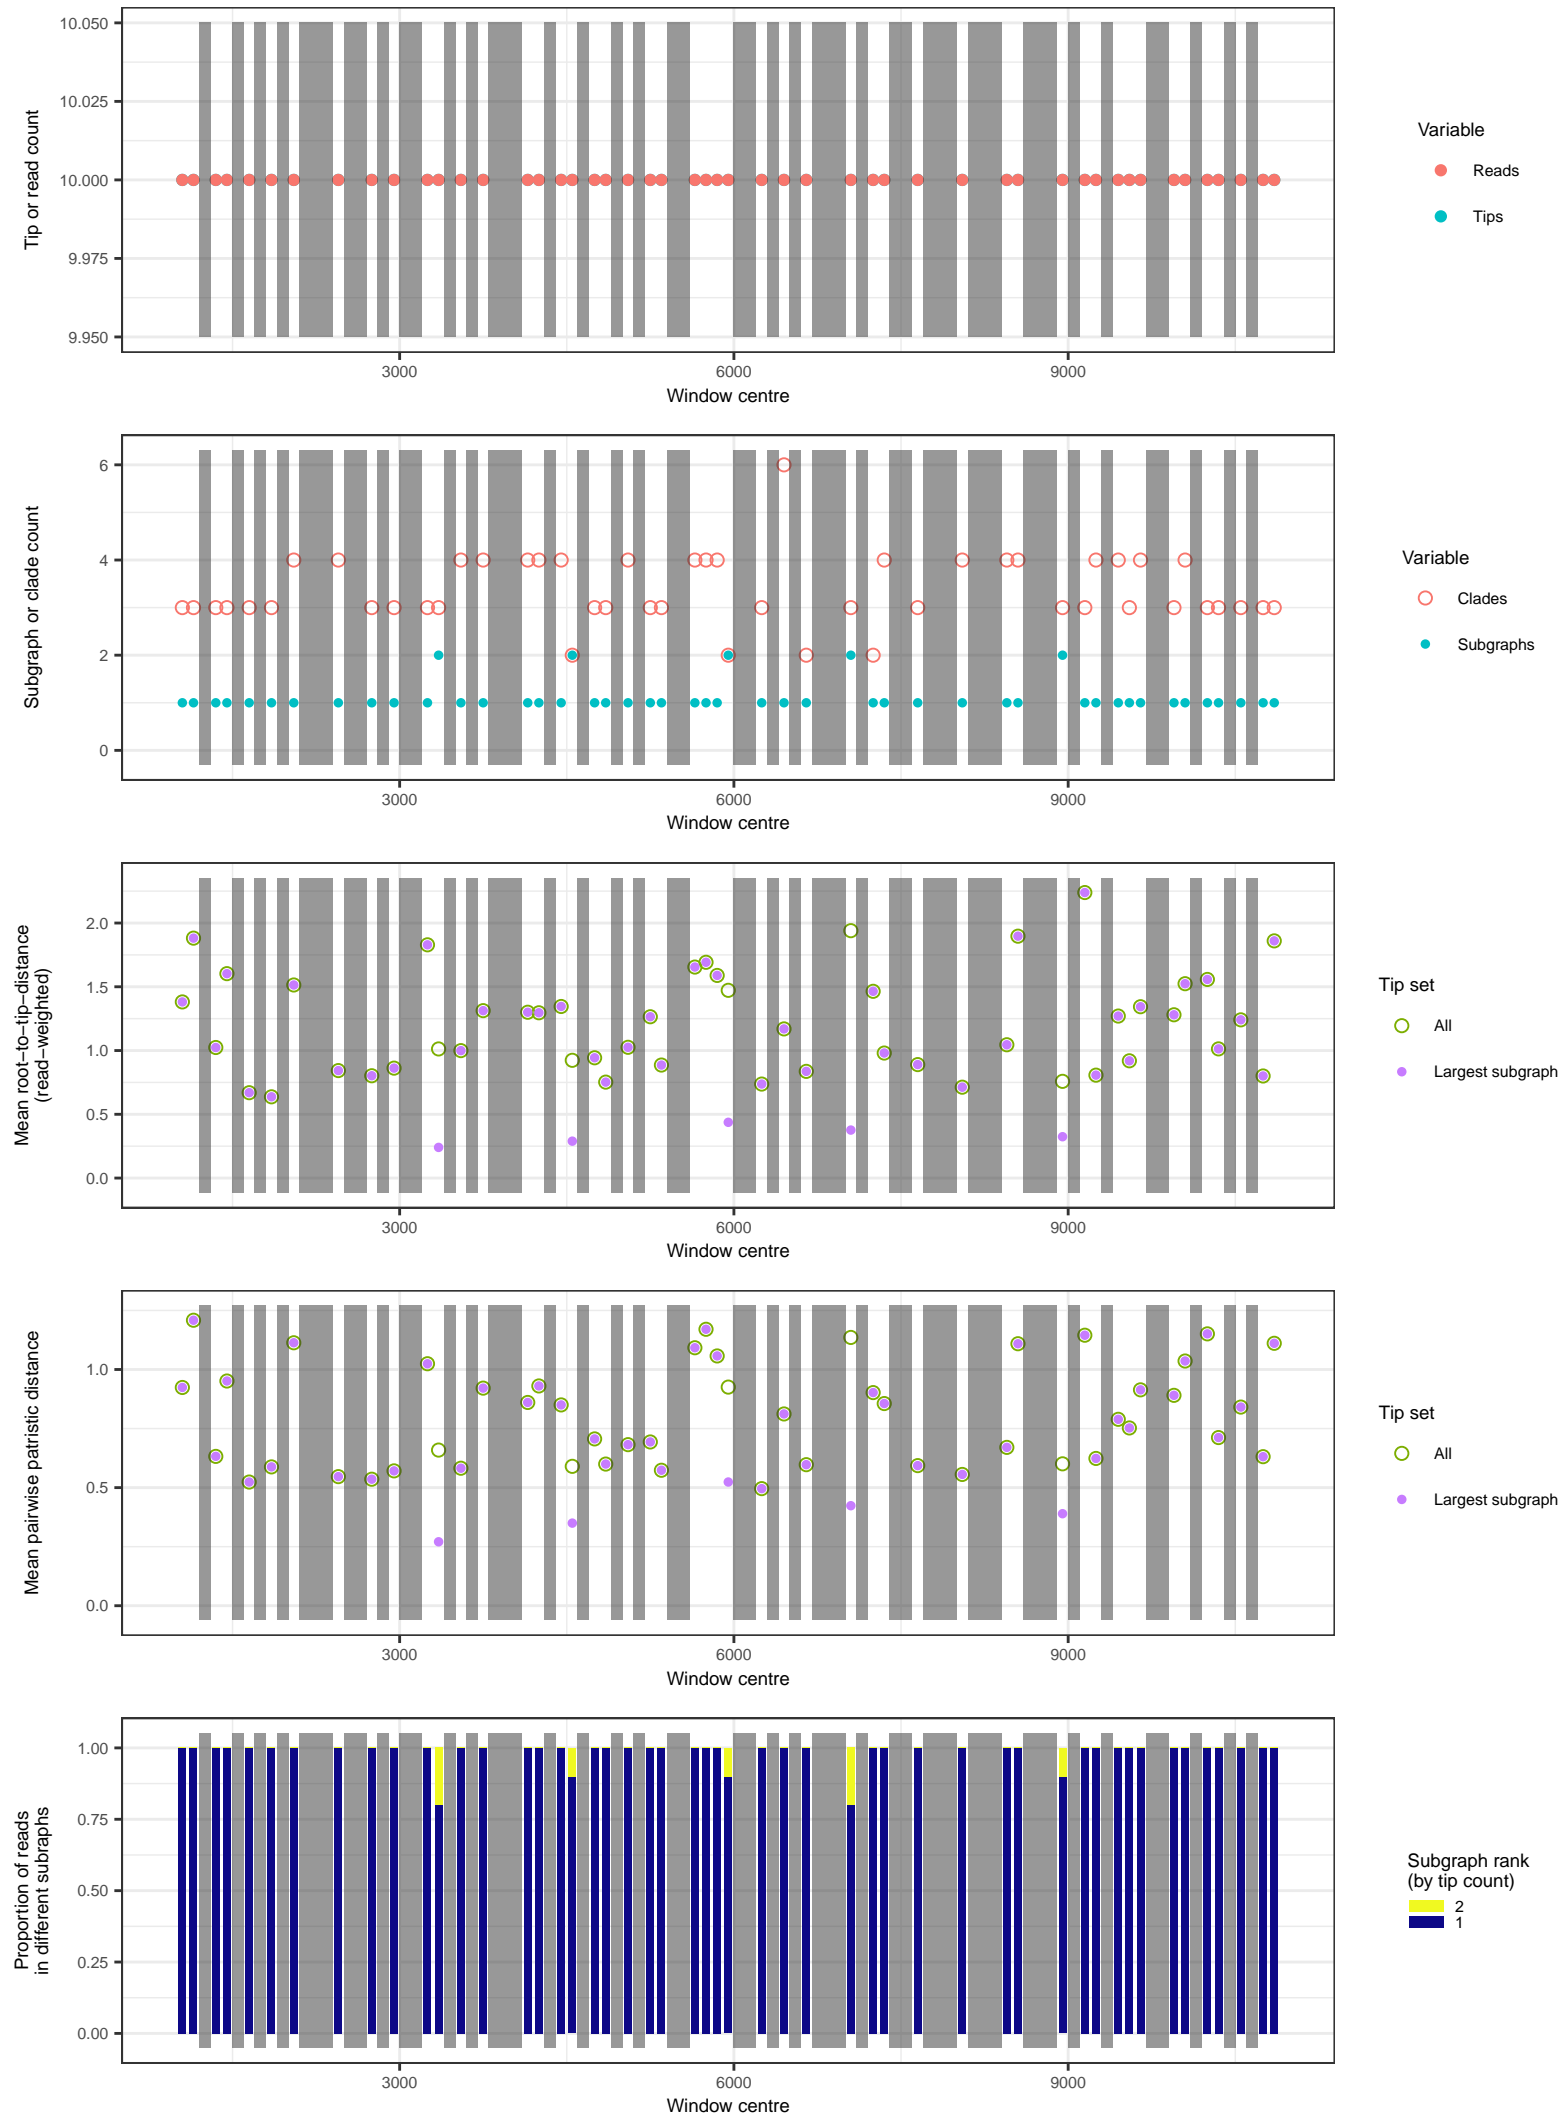 10.050
10.025
10.000
9.975
9.950
Tip or read count
3000 6000 9000
Window centre
Variable
Reads
Tips
6
4
2
0
Subgraph or clade count
3000 6000 9000
Window centre
Variable
Clades
Subgraphs
2.0
1.5
1.0
0.5
0.0
Mean root−to−tip−distance
(read−weighted)
3000 6000 9000
Window centre
Tip set
All
Largest subgraph
1.0
0.5
0.0
Mean pairwise patristic distance
3000 6000 9000
Window centre
Tip set
All
Largest subgraph
1.00
0.75
0.50
0.25
0.00
Proportion of reads
in different subraphs
3000 6000 9000
Window centre
Subgraph rank
(by tip count)
2
1